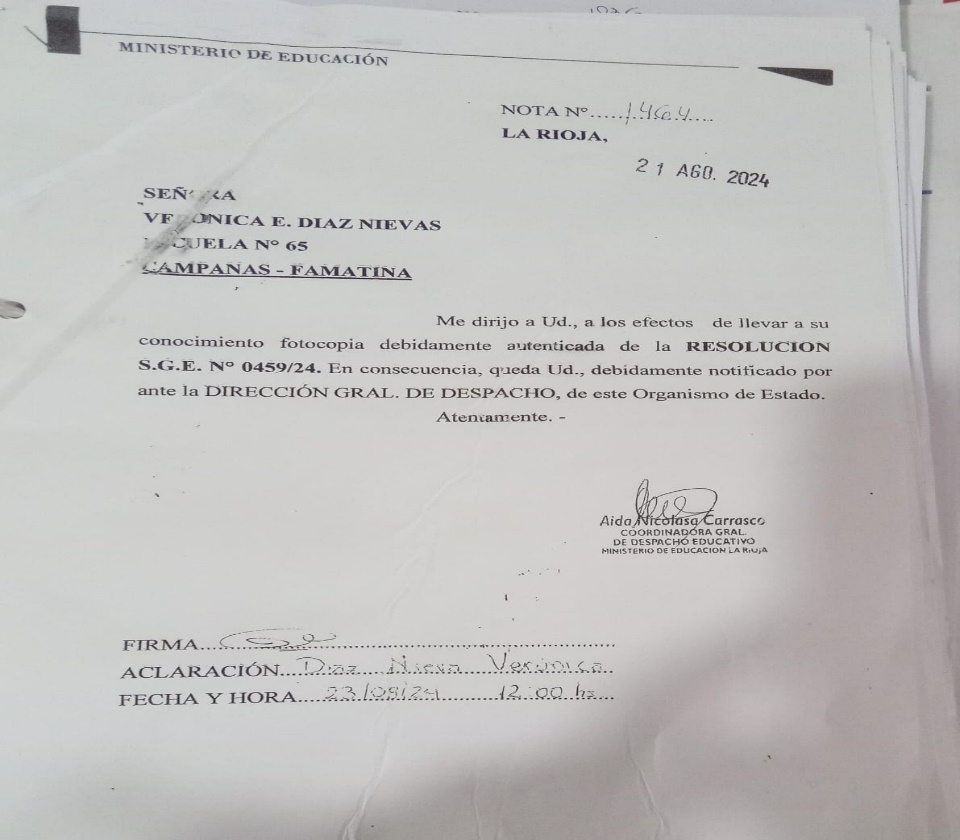 MINISTERIO DE EDUCACIÓN
NOTA Nº.....1464....
LA RIOJA,
21 AGO. 2024
SEÑORA
VERONICA E. DIAZ NIEVAS
ESCUELA Nº 65
CAMPANAS - FAMATINA
Me dirijo a Ud., a los efectos de llevar a su
conocimiento fotocopia debidamente autenticada de la RESOLUCION
S.G.E. Nº 0459/24. En consecuencia, queda Ud., debidamente notificado por
ante la DIRECCIÓN GRAL. DE DESPACHO, de este Organismo de Estado.
Atentamente. -
Aida Nicolasa Carrasco
COORDINADORA GRAL.
DE DESPACHO EDUCATIVO
MINISTERIO DE EDUCACION LA RIOJA
FIRMA
ACLARACIÓN... Diaz Nieva Verónica
FECHA Y HORA... 23/08/24 12:00 hs